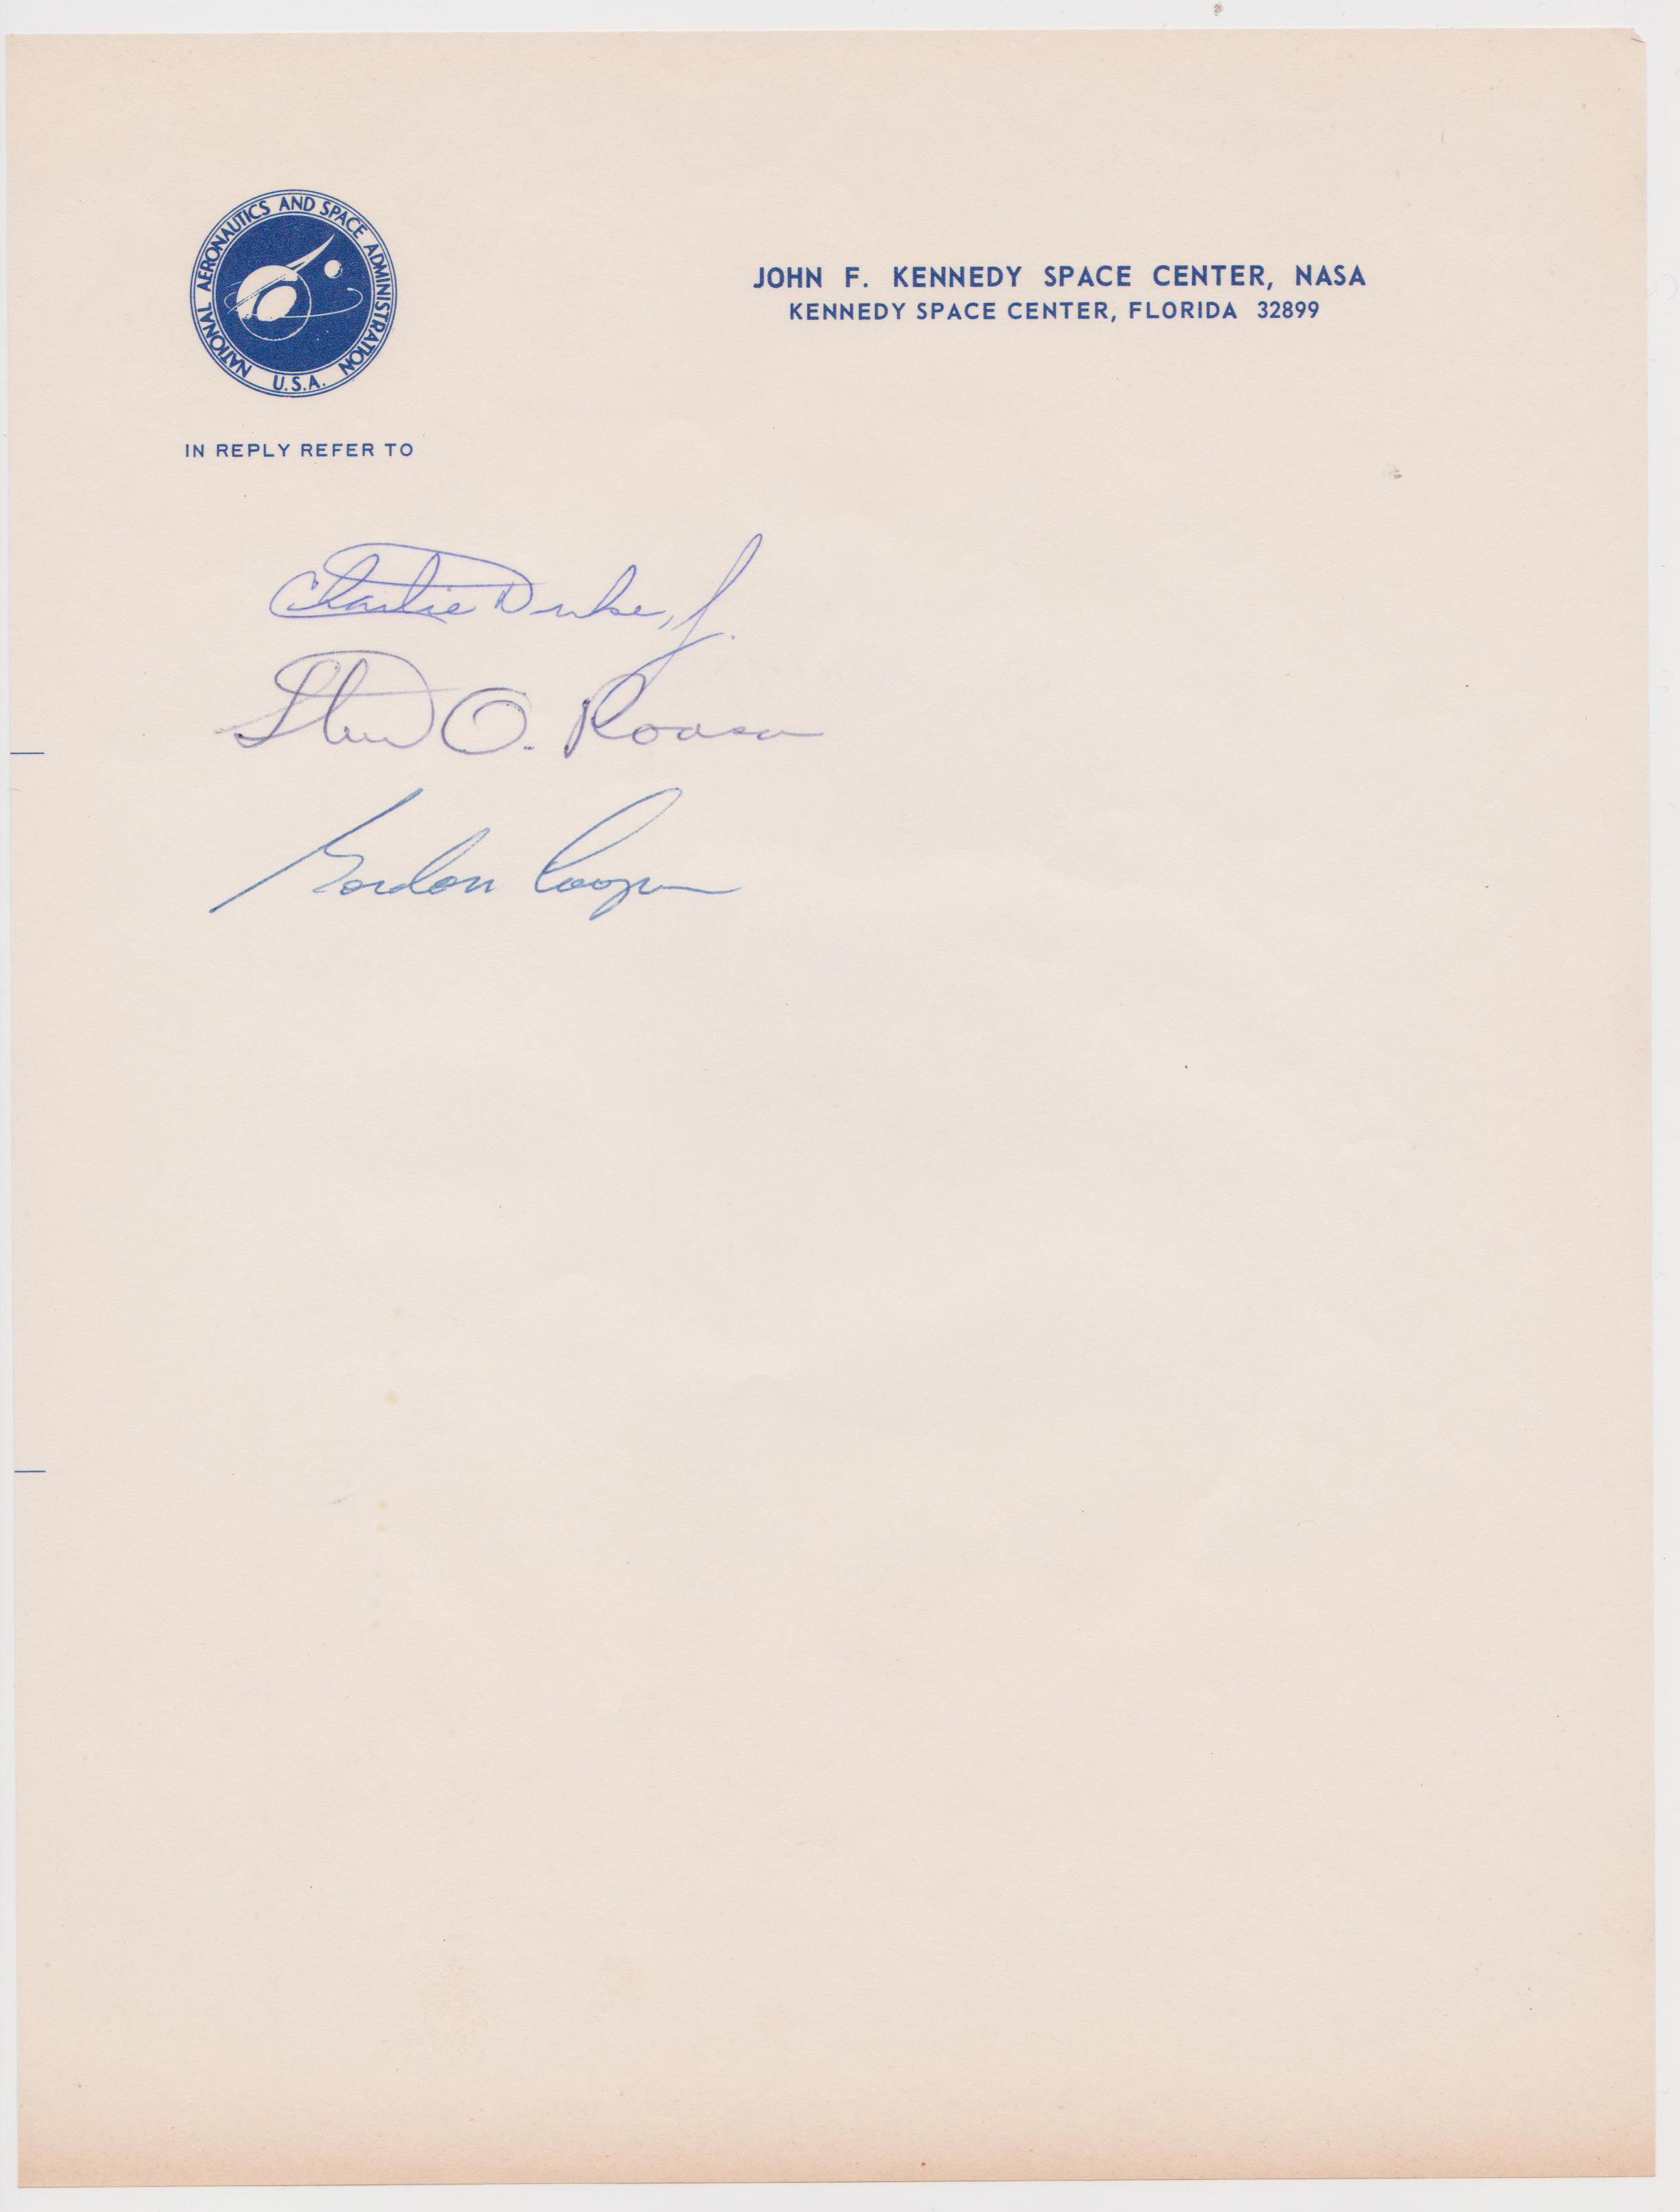 NATIONAL AERONAUTICS AND SPACE ADMINISTRATION
U.S.A.
JOHN F. KENNEDY SPACE CENTER, NASA
KENNEDY SPACE CENTER, FLORIDA 32899
IN REPLY REFER TO
Charlie Duke, Jr.
Stuart A. Roosa
Gordon Cooper